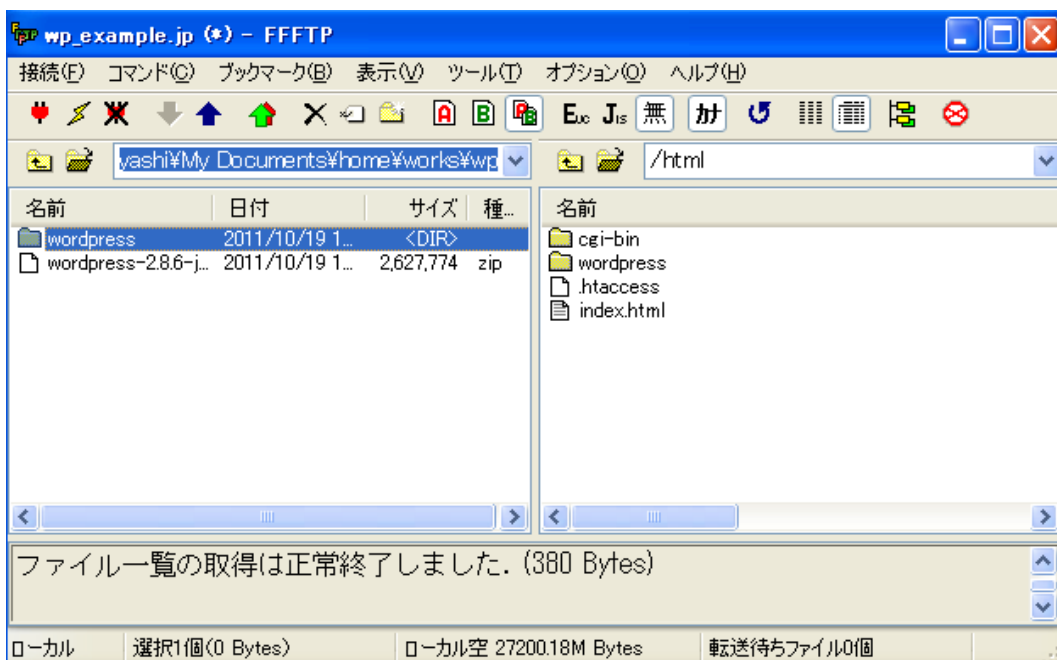 wp_example.jp (*) - FFFTP
接続(F) コマンド(C) ブックマーク(B) 表示(V) ツール(T) オプション(O) ヘルプ(H)
A B Euc Jis 無 カナ
yashi¥My Documents¥home¥works¥wp /html
名前 日付 サイズ 種... 名前
wordpress 2011/10/19 1... <DIR> cgi-bin
wordpress-2.8.6-j... 2011/10/19 1... 2,627,774 zip wordpress
.htaccess
index.html
ファイル一覧の取得は正常終了しました. (380 Bytes)
ローカル 選択1個(0 Bytes) ローカル空 27200.18M Bytes 転送待ちファイル0個